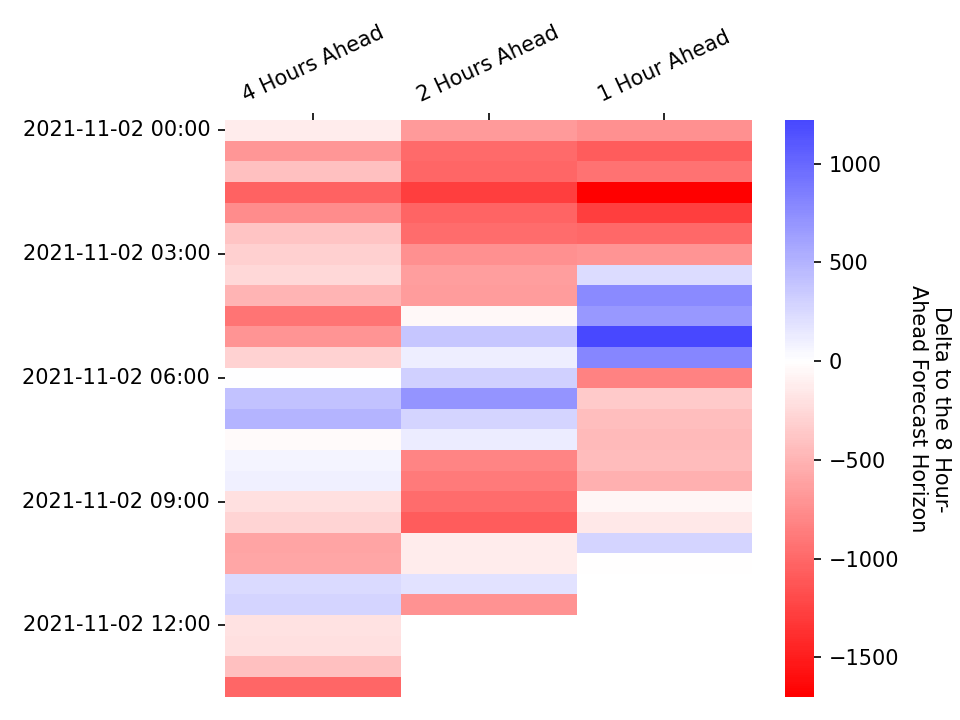 4 Hours Ahead
2 Hours Ahead
1 Hour Ahead
2021-11-02 00:00
2021-11-02 03:00
2021-11-02 06:00
2021-11-02 09:00
2021-11-02 12:00
1000
500
0
−500
−1000
−1500
Delta to the 8 Hour-
Ahead Forecast Horizon